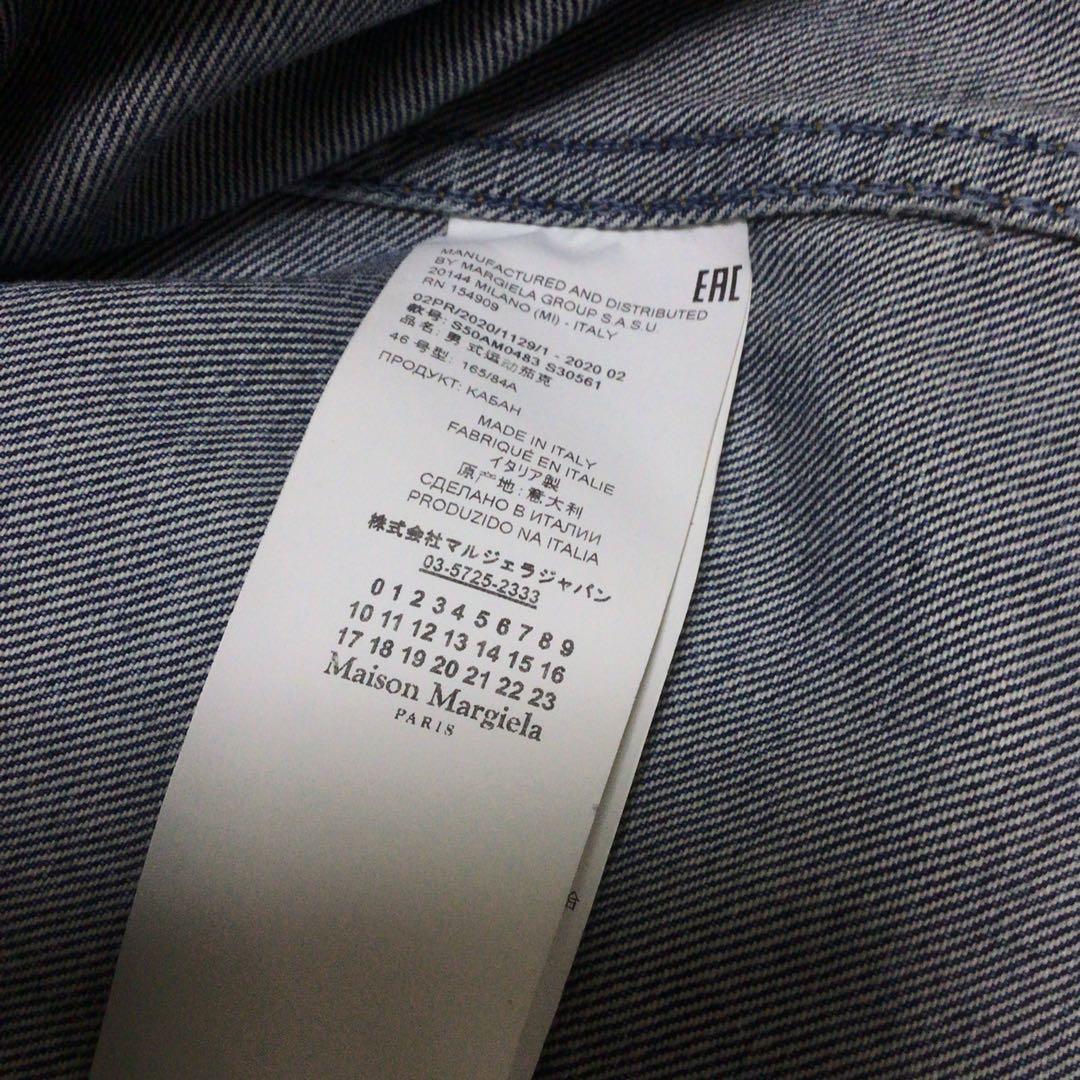 MANUFACTURED AND DISTRIBUTED
BY MARGIELA GROUP S.A.S.U.
20144 MILANO (MI) - ITALY
RN 154909
EAC
02PR/2020/1129/1 - 2020 02
款号: S50AM0483 S30561
品名: 男 式运动茄克
46 号型: 165/84A
ПРОДУКТ: КАБАН
MADE IN ITALY
FABRIQUÉ EN ITALIE
イタリア製
原产地: 意大利
СДЕЛАНО В ИТАЛИИ
PRODUZIDO NA ITALIA
株式会社マルジェラジャパン
03-5725-2333
0 1 2 3 4 5 6 7 8 9
10 11 12 13 14 15 16
17 18 19 20 21 22 23
Maison Margiela
PARIS